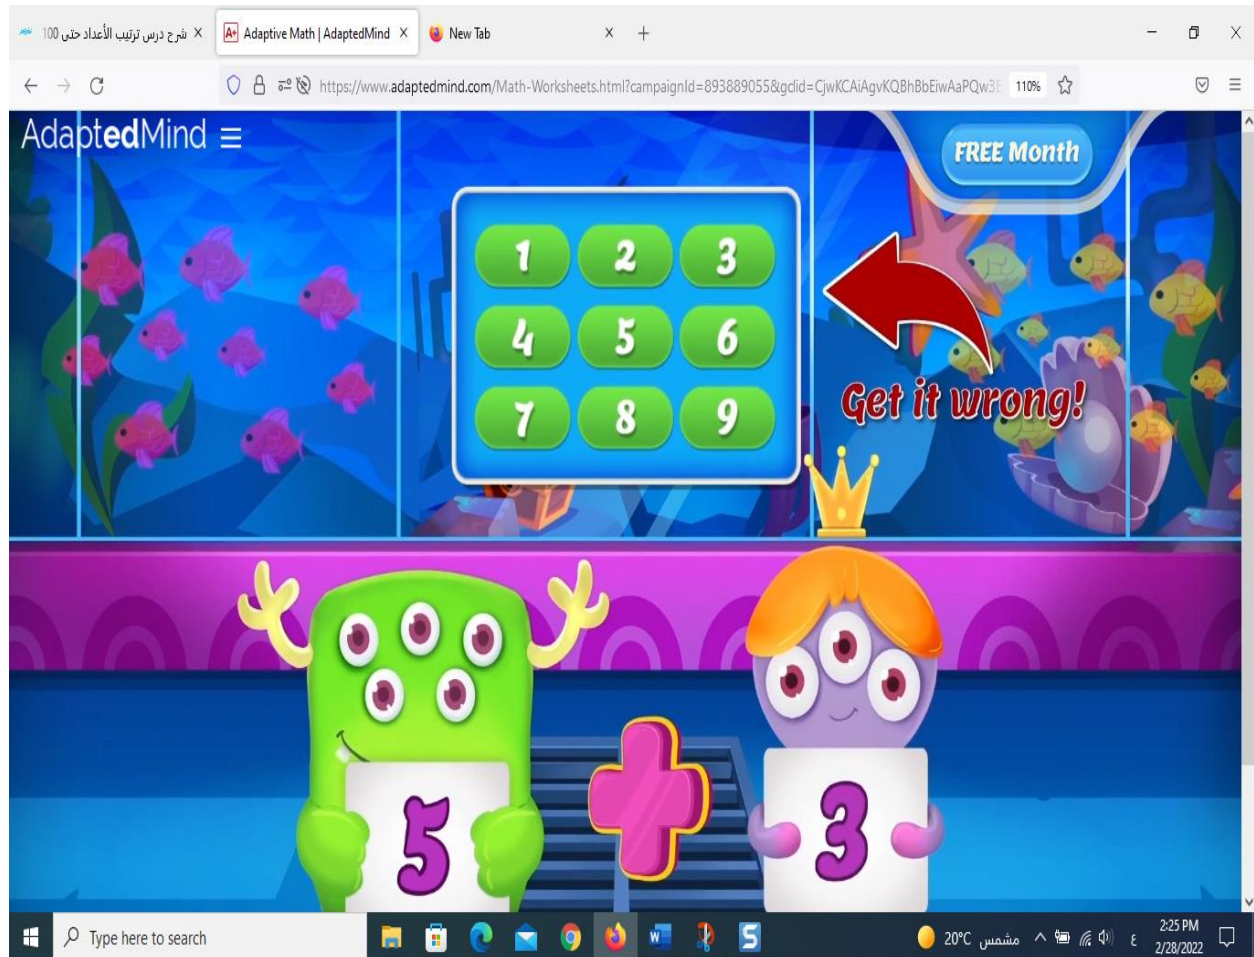 شرح درس ترتيب الأعداد حتى 100
Adaptive Math | AdaptedMind
New Tab
https://www.adaptedmind.com/Math-Worksheets.html?campaignId=893889055&gclid=CjwKCAiAgvKQBhBbEiwAaPQw3E
110%
AdaptedMind
FREE Month
1 2 3
4 5 6
7 8 9
Get it wrong!
5 + 3
Type here to search
20°C مشمس
ع
2:25 PM
2/28/2022